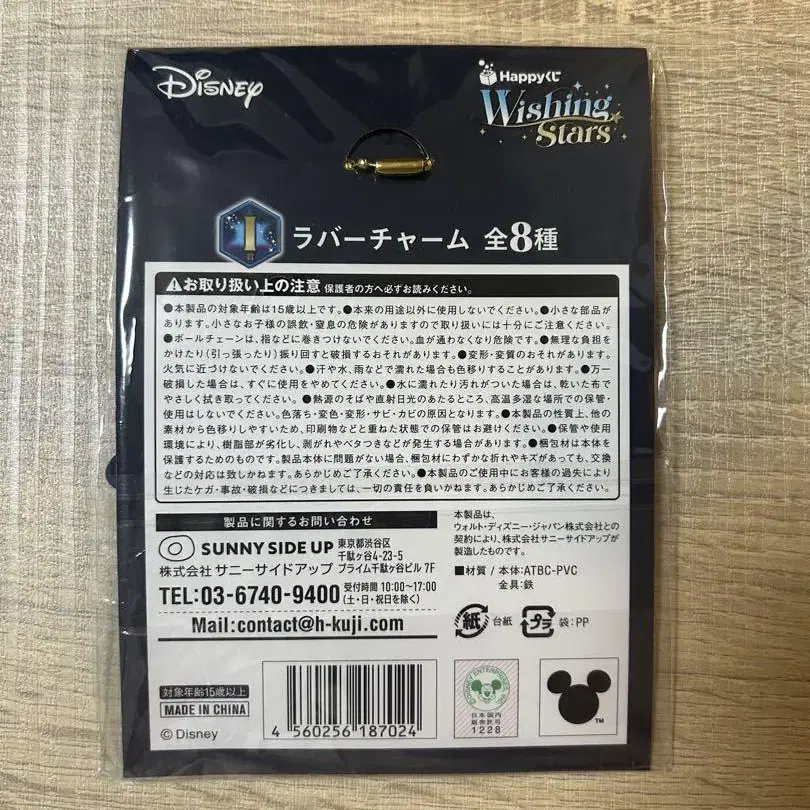 Disney
Happyくじ
Wishing
Stars
I賞
ラバーチャーム 全8種
お取り扱い上の注意 保護者の方へ必ずお読みください。
●本製品の対象年齢は15歳以上です。●本来の用途以外に使用しないでください。●小さな部品が
あります。小さなお子様の誤飲・窒息の危険がありますので取り扱いには十分にご注意ください。
●ボールチェーンは、指などに巻きつけないでください。血が通わなくなり危険です。●無理な負担を
かけたり(引っ張ったり)振り回すと破損するおそれがあります。●変形・変質のおそれがあります。
火気に近づけないでください。●汗や水、雨などで濡れた場合も色移りすることがあります。●万一
破損した場合は、すぐに使用をやめてください。●水に濡れたり汚れがついた場合は、乾いた布で
やさしく拭き取ってください。●熱源のそばや直射日光のあたるところ、高温多湿な場所での保管・
使用はしないでください。色落ち・変色・変形・サビ・カビの原因となります。●本製品の性質上、他の
素材から色移りしやすいため、印刷物などと重ねた状態での保管はお避けください。●保管や使用
環境により、樹脂部が劣化し、剥がれやベタつきなどが発生する場合があります。●梱包材は本体を
保護するためのものです。製品本体に問題がない場合、梱包材にわずかな折れやキズがあっても、交換
などの対応は致しかねます。あらかじめご了承ください。●本製品のご使用中にお客様の過失により
生じたケガ・事故・破損などにつきましては、一切の責任を負いかねます。あらかじめご了承ください。
製品に関するお問い合わせ
SUNNY SIDE UP 東京都渋谷区
千駄ヶ谷4-23-5
株式会社 サニーサイドアップ プライム千駄ヶ谷ビル 7F
TEL:03-6740-9400 受付時間 10:00〜17:00
(土・日・祝日を除く)
Mail:contact@h-kuji.com
本製品は、
ウォルト・ディズニー・ジャパン株式会社との
契約により、株式会社サニーサイドアップが
製造したものです。
■材質 / 本体:ATBC-PVC
金具:鉄
紙 台紙 プラ 袋:PP
対象年齢15歳以上
MADE IN CHINA
©Disney
4 560256 187024
DISNEY ENTERPRISES, INC.
日本国内
販売許可
1228
TM